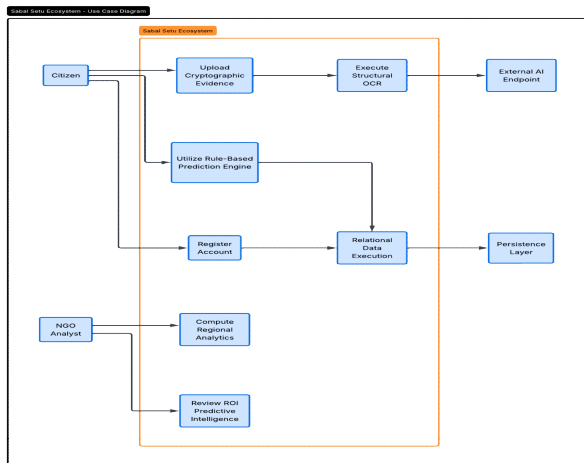 Sabal Setu Ecosystem - Use Case Diagram
Sabal Setu Ecosystem
Citizen
Upload
Cryptographic
Evidence
Execute
Structural
OCR
External AI
Endpoint
Utilize Rule-Based
Prediction Engine
Register
Account
Relational
Data
Execution
Persistence
Layer
NGO
Analyst
Compute
Regional
Analytics
Review ROI
Predictive
Intelligence